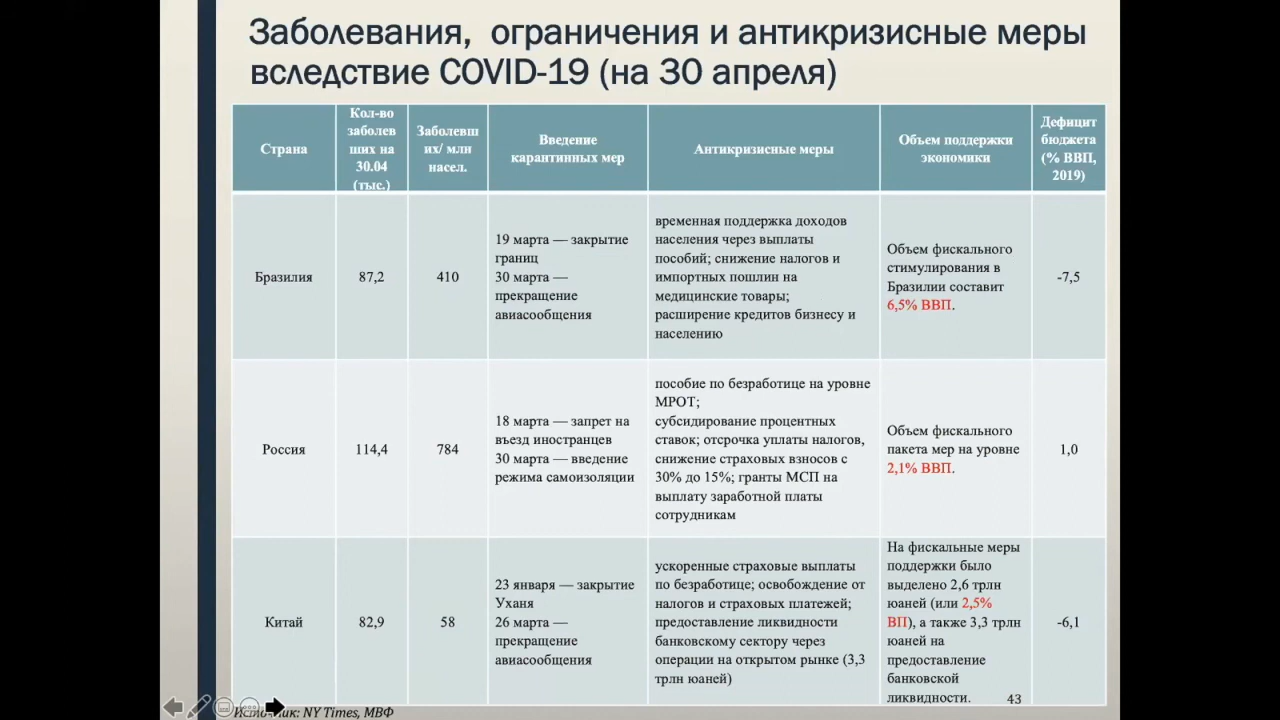 Заболевания, ограничения и антикризисные меры
вследствие COVID-19 (на 30 апреля)
Страна
Кол-во
заболев
ших на
30.04
(тыс.)
Заболевш
их/ млн
насел.
Введение
карантинных мер
Антикризисные меры
Объем поддержки
экономики
Дефицит
бюджета
(% ВВП,
2019)
Бразилия
87,2
410
19 марта — закрытие
границ
30 марта —
прекращение
авиасообщения
временная поддержка доходов
населения через выплаты
пособий; снижение налогов и
импортных пошлин на
медицинские товары;
расширение кредитов бизнесу и
населению
Объем фискального
стимулирования в
Бразилии составит
6,5% ВВП.
-7,5
Россия
114,4
784
18 марта — запрет на
въезд иностранцев
30 марта — введение
режима самоизоляции
пособие по безработице на уровне
МРОТ;
субсидирование процентных
ставок; отсрочка уплаты налогов,
снижение страховых взносов с
30% до 15%; гранты МСП на
выплату заработной платы
сотрудникам
Объем фискального
пакета мер на уровне
2,1% ВВП.
1,0
Китай
82,9
58
23 января — закрытие
Уханя
26 марта —
прекращение
авиасообщения
ускоренные страховые выплаты
по безработице; освобождение от
налогов и страховых платежей;
предоставление ликвидности
банковскому сектору через
операции на открытом рынке (3,3
трлн юаней)
На фискальные меры
поддержки было
выделено 2,6 трлн
юаней (или 2,5%
ВП), а также 3,3 трлн
юаней на
предоставление
банковской
ликвидности.
-6,1
43
Источник: NY Times, МВФ